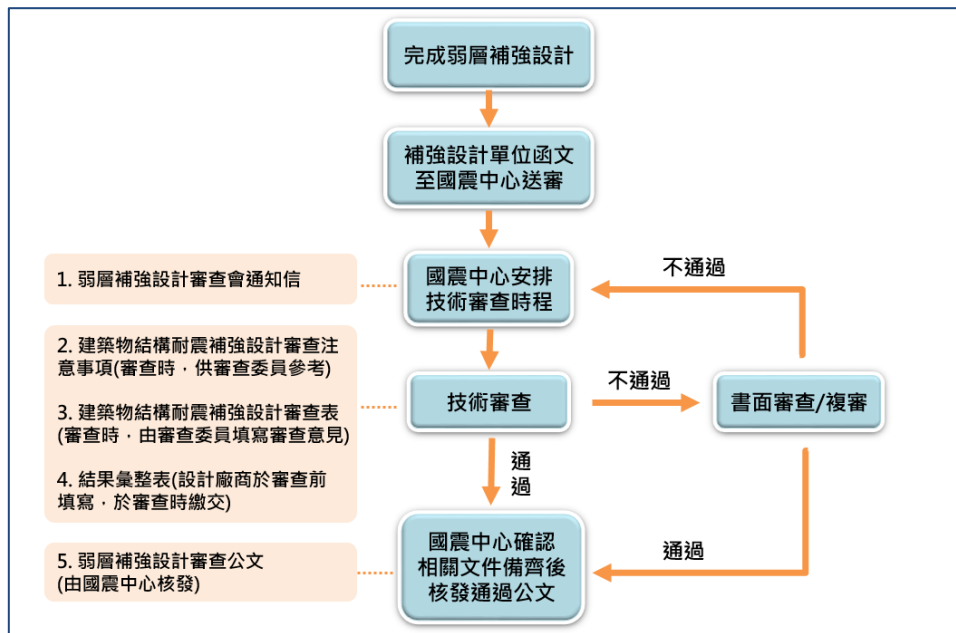 完成弱層補強設計
補強設計單位函文
至國震中心送審
1. 弱層補強設計審查會通知信
國震中心安排
技術審查時程
不通過
2. 建築物結構耐震補強設計審查注
意事項(審查時，供審查委員參考)
3. 建築物結構耐震補強設計審查表
(審查時，由審查委員填寫審查意見)
4. 結果彙整表(設計廠商於審查前
填寫，於審查時繳交)
技術審查
不通過
書面審查/複審
通
過
5. 弱層補強設計審查公文
(由國震中心核發)
國震中心確認
相關文件備齊後
核發通過公文
通過